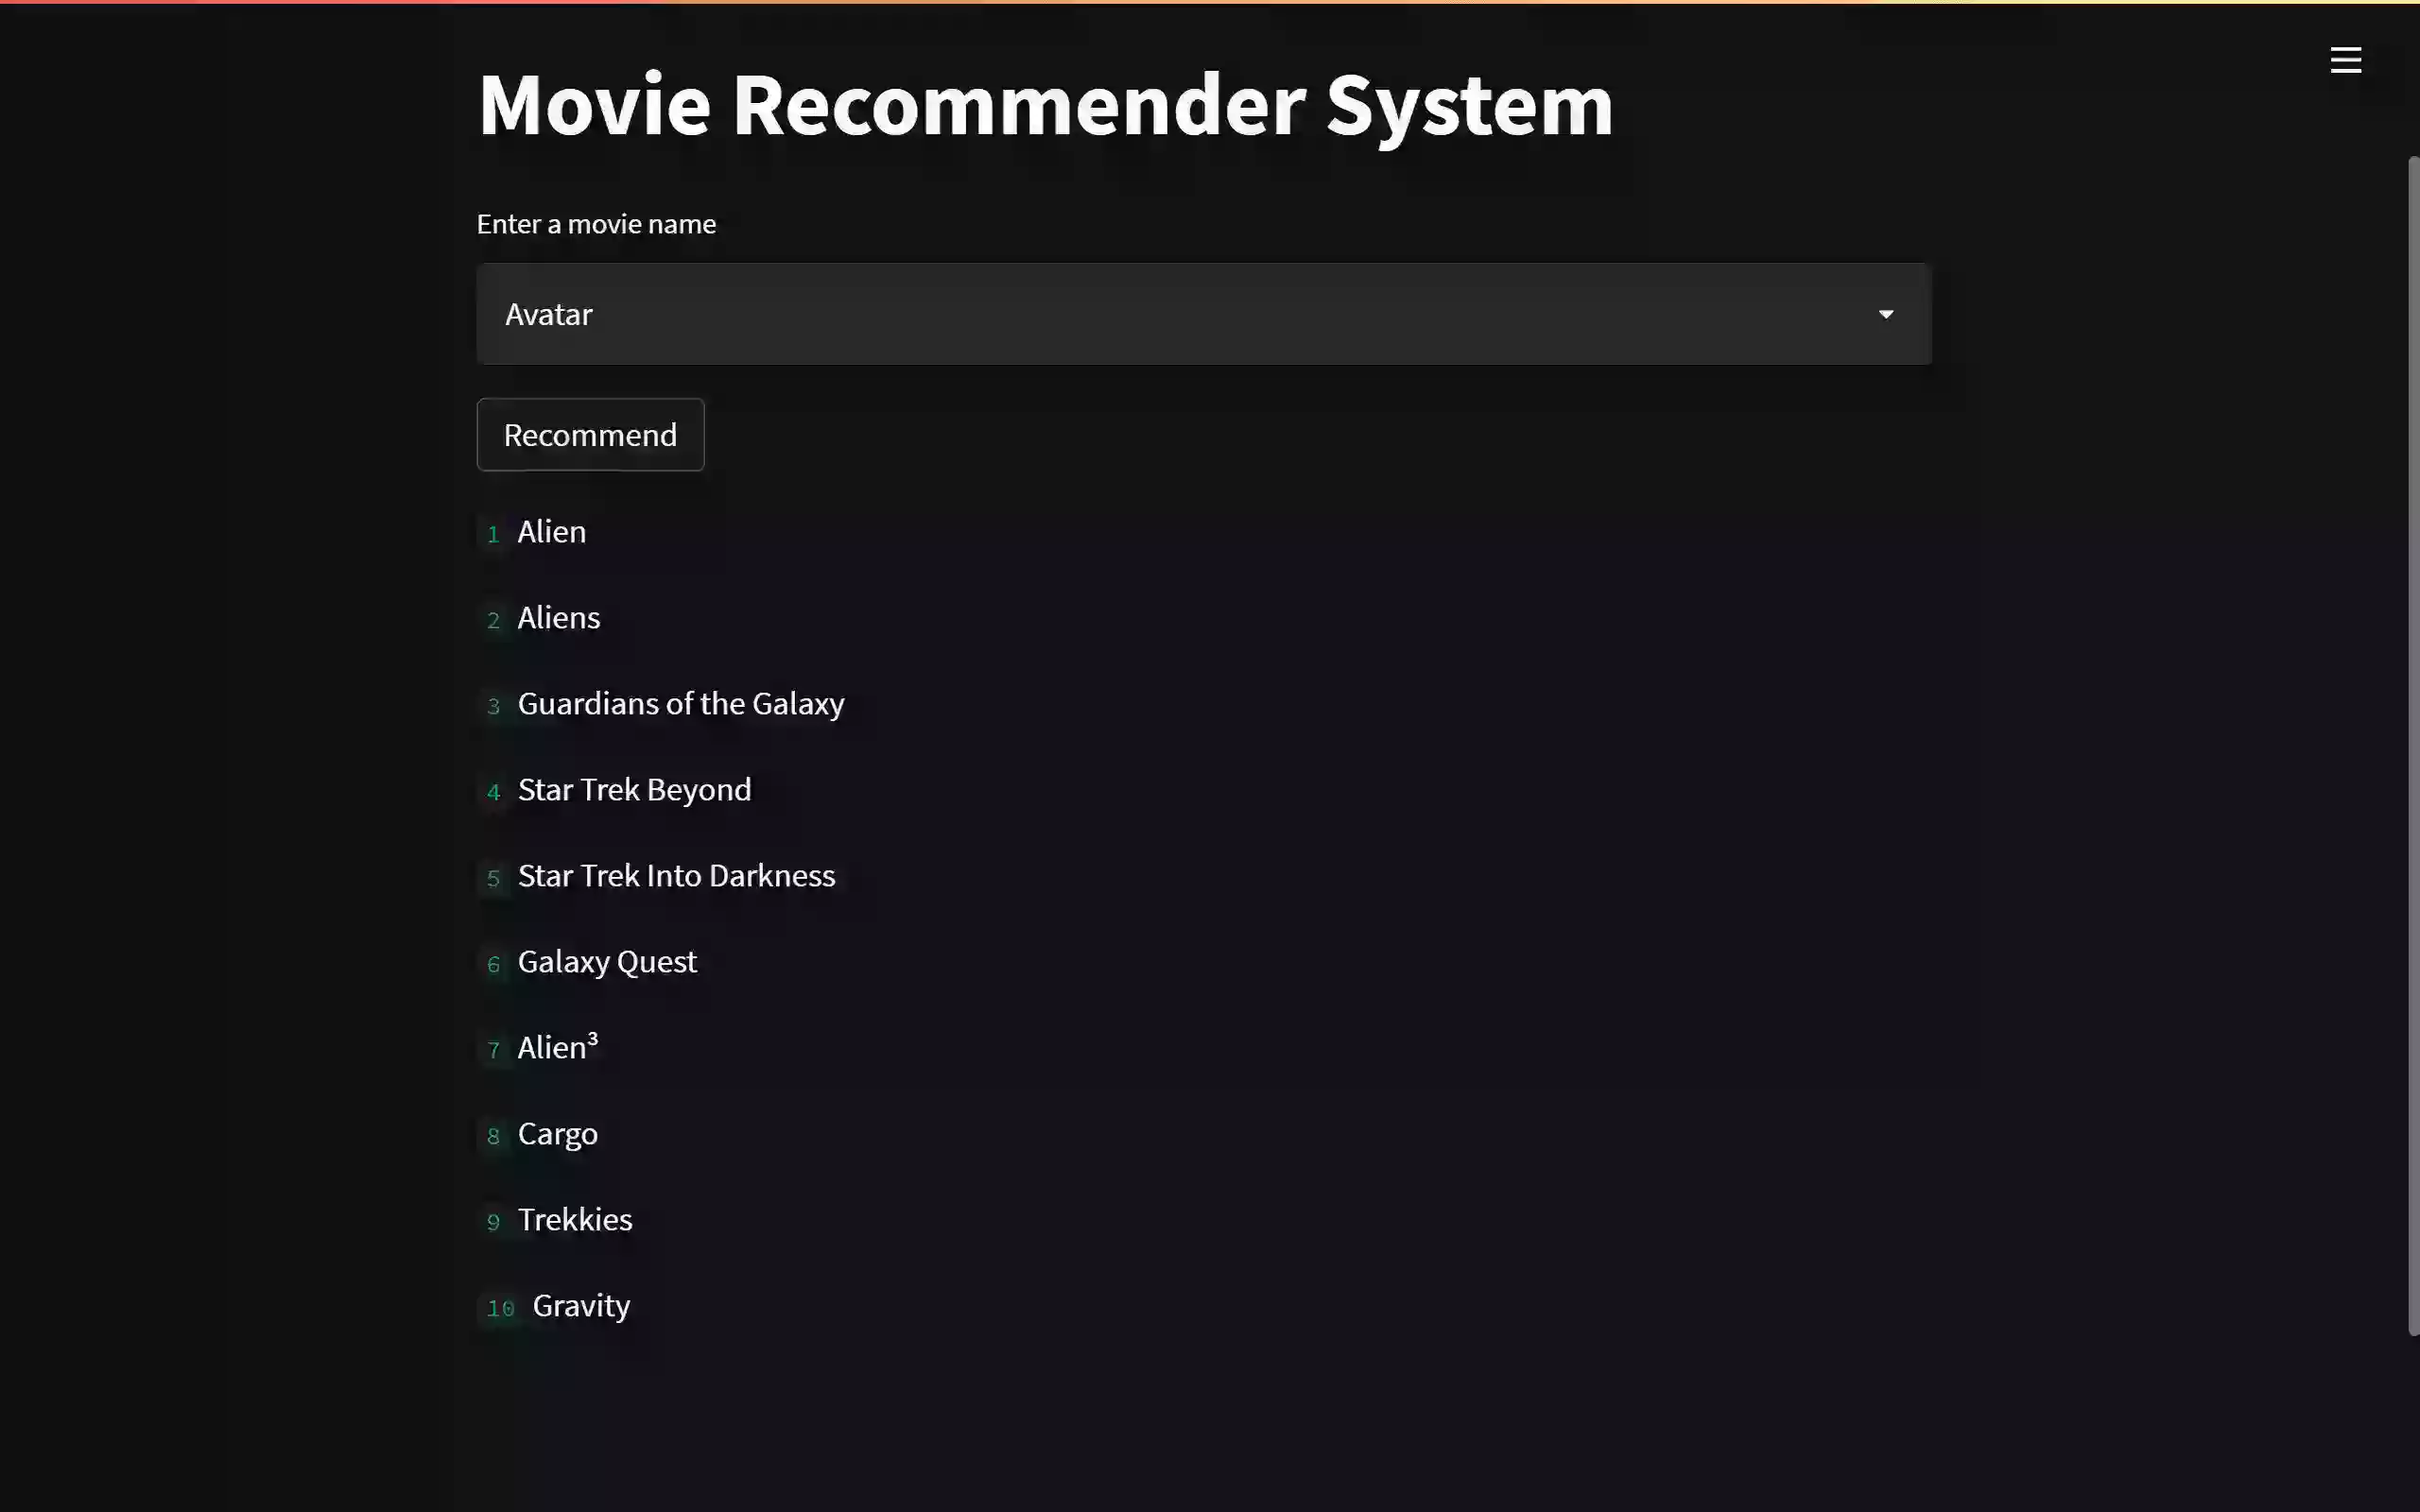 Movie Recommender System
Enter a movie name
Avatar
Recommend
1 Alien
2 Aliens
3 Guardians of the Galaxy
4 Star Trek Beyond
5 Star Trek Into Darkness
6 Galaxy Quest
7 Alien³
8 Cargo
9 Trekkies
10 Gravity